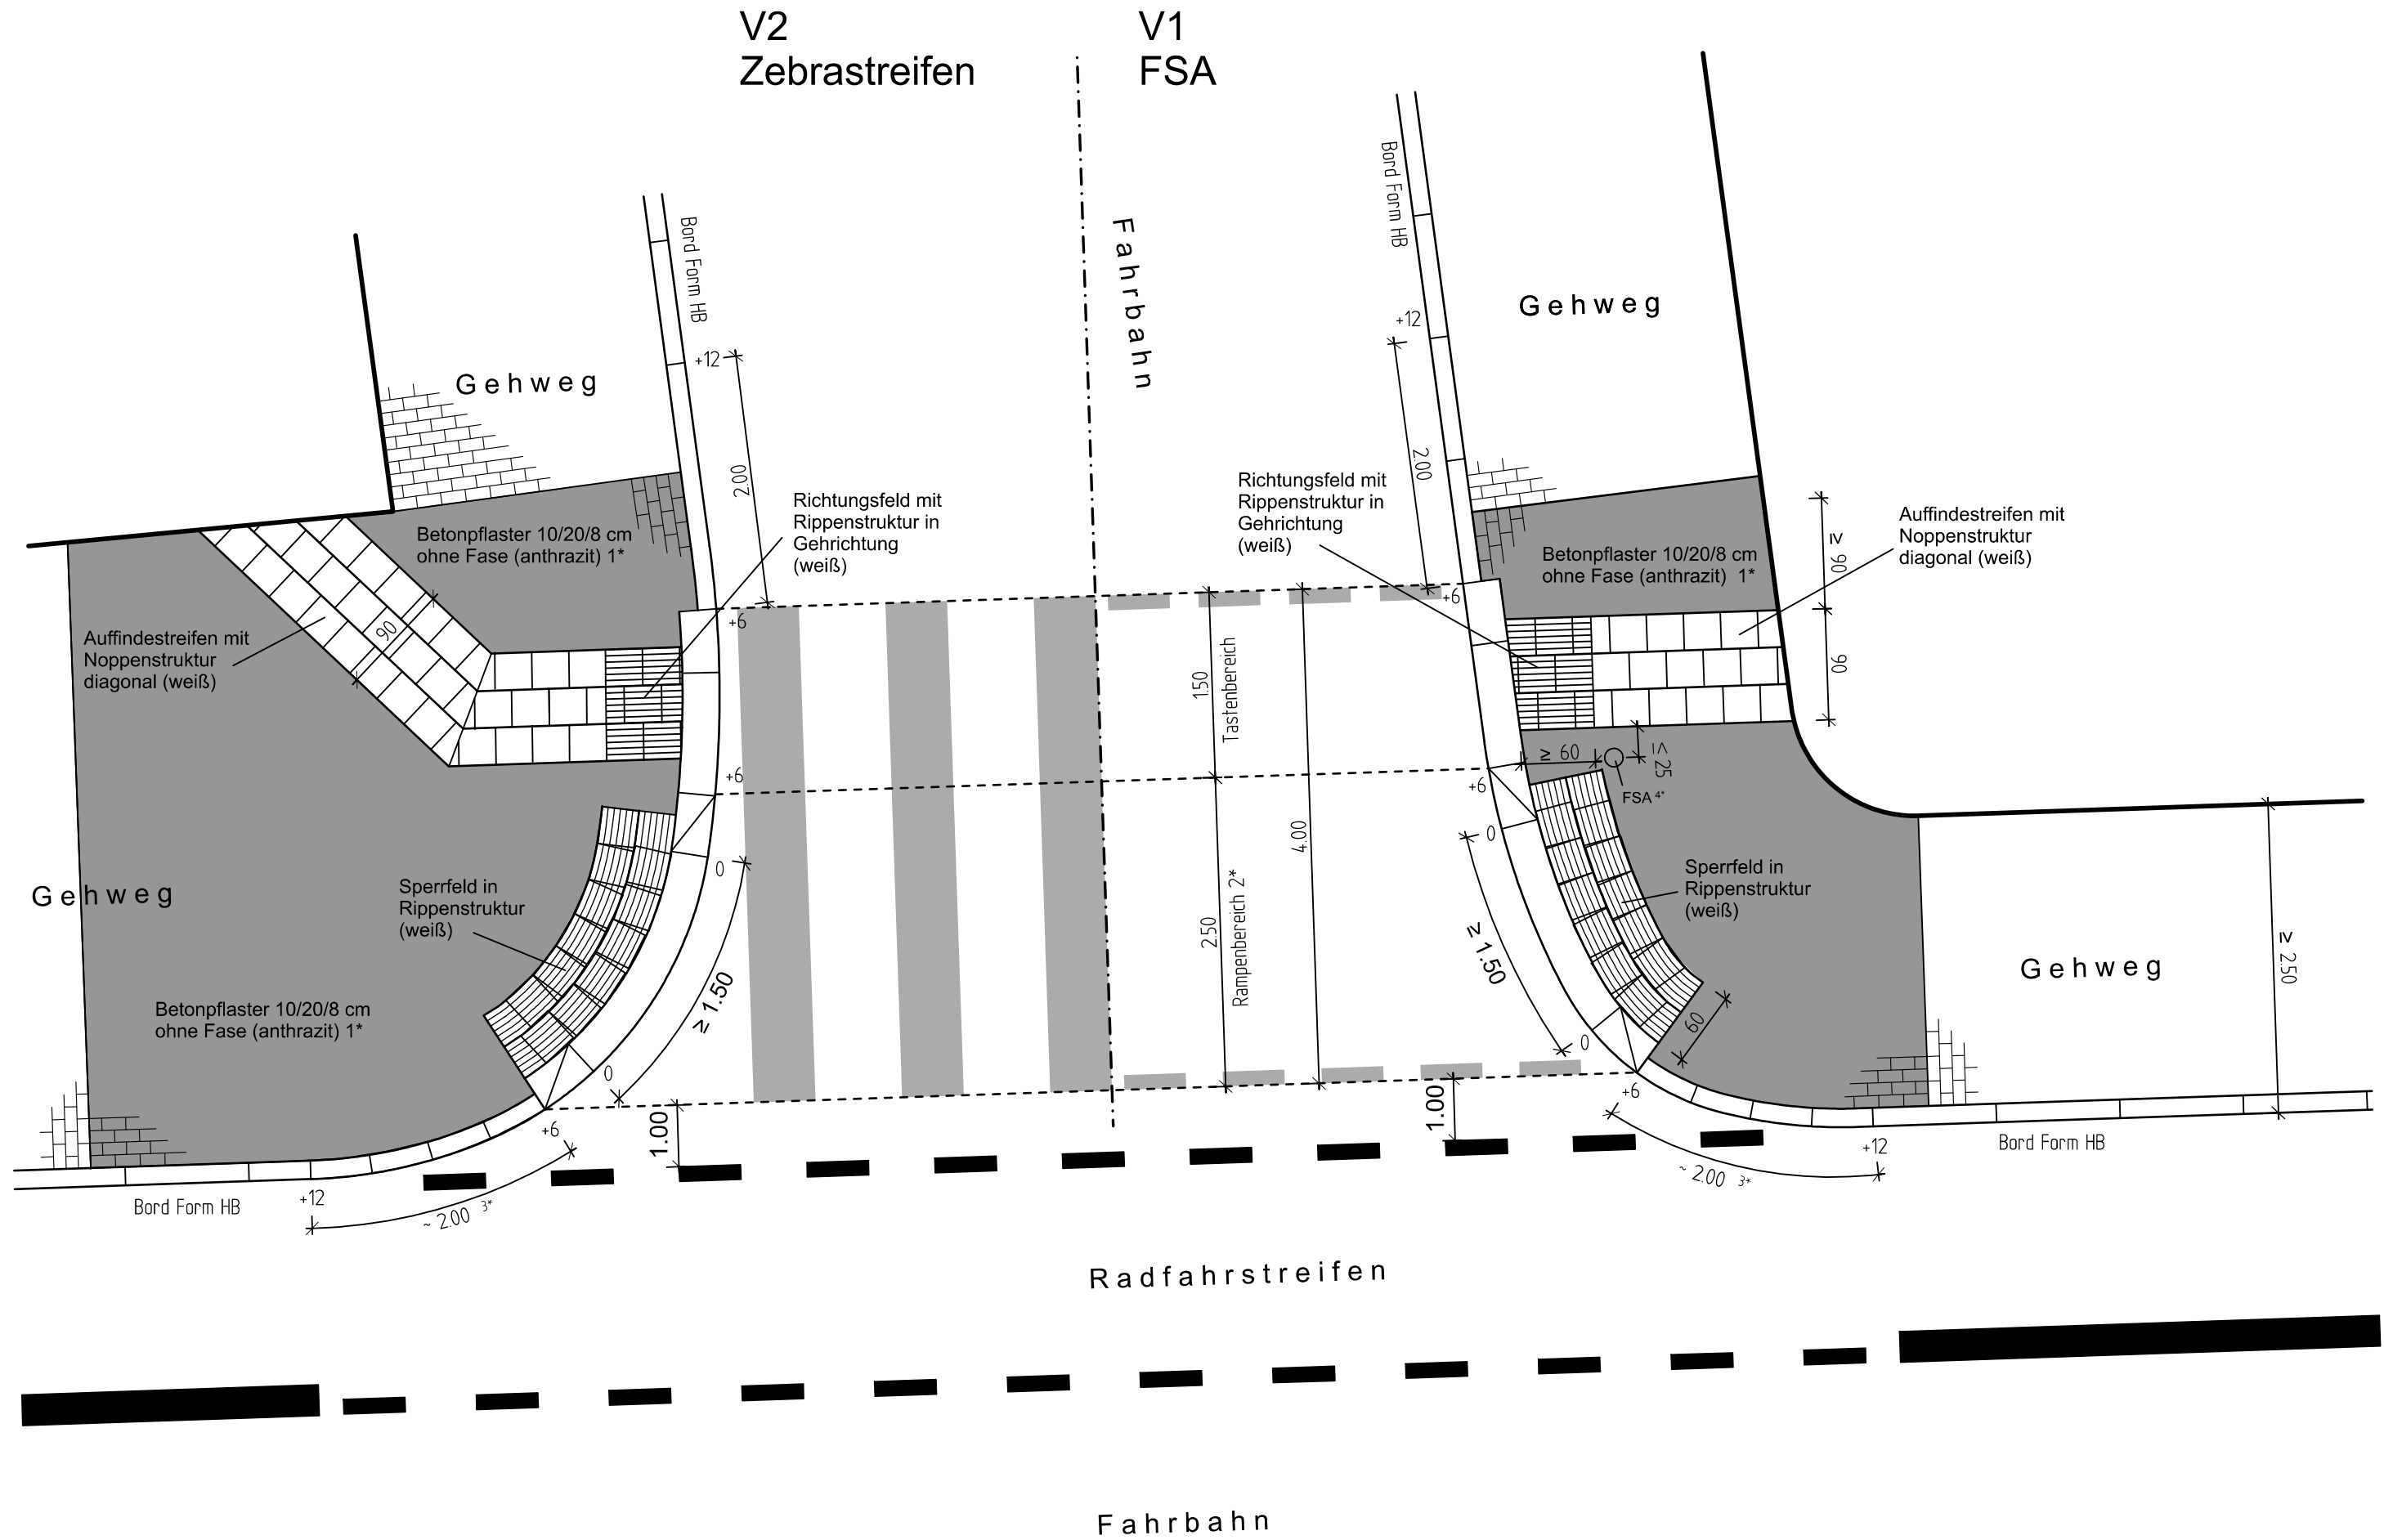 V2
Zebrastreifen
V1
FSA
Bord Form HB
Bord Form HB
Fahrbahn
Gehweg
Gehweg
+12
+12
2.00
2.00
Richtungsfeld mit
Rippenstruktur in
Gehrichtung
(weiß)
Richtungsfeld mit
Rippenstruktur in
Gehrichtung
(weiß)
Auffindestreifen mit
Noppenstruktur
diagonal (weiß)
Betonpflaster 10/20/8 cm
ohne Fase (anthrazit) 1*
Betonpflaster 10/20/8 cm
ohne Fase (anthrazit) 1*
≥ 90
90
Auffindestreifen mit
Noppenstruktur
diagonal (weiß)
90
+6
+6
1.50
Tastenbereich
+6
+6
≥ 60
≤ 25
FSA 4*
0
0
4.00
2.50
Rampenbereich 2*
Gehweg
Sperrfeld in
Rippenstruktur
(weiß)
Sperrfeld in
Rippenstruktur
(weiß)
≥ 1.50
≥ 1.50
Gehweg
≥ 2.50
Betonpflaster 10/20/8 cm
ohne Fase (anthrazit) 1*
60
0
0
+6
+6
1.00
1.00
+12
+12
Bord Form HB
Bord Form HB
~ 2.00 3*
~ 2.00 3*
Radfahrstreifen
Fahrbahn